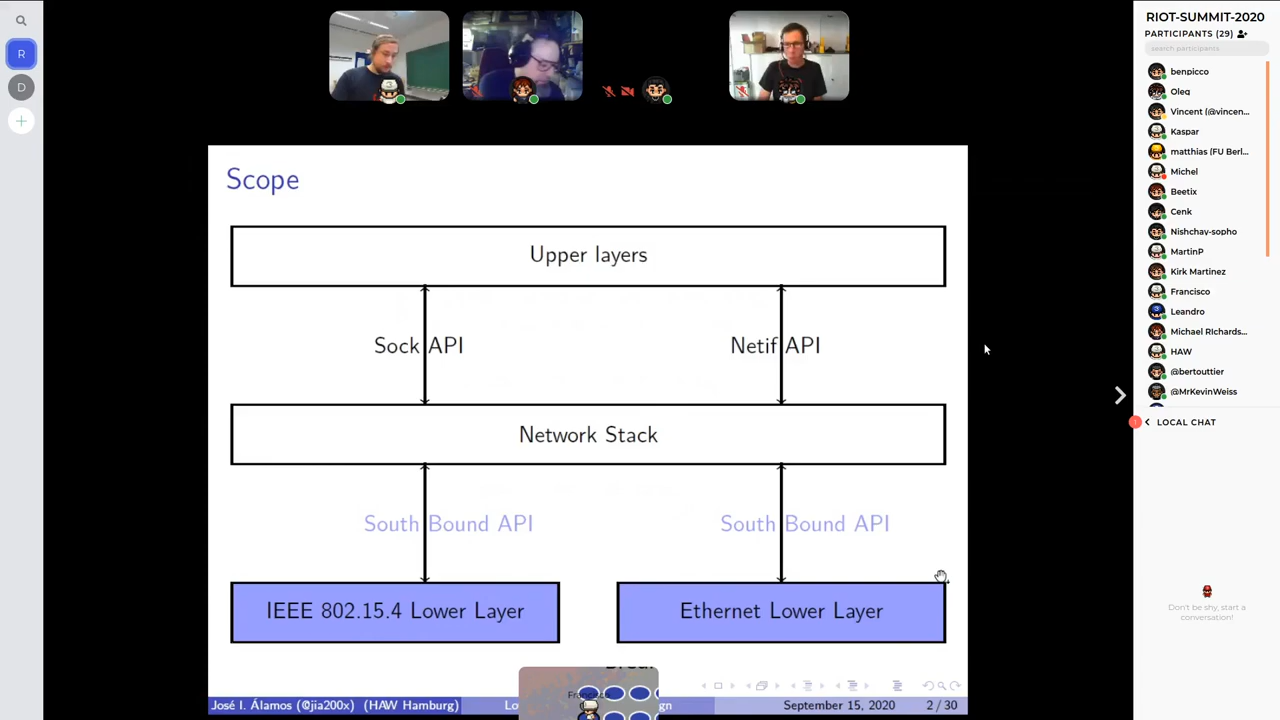 R
D
RIOT-SUMMIT-2020
PARTICIPANTS (29)
search participants
benpicco
Oleg
Vincent (@vincen...
Kaspar
matthias (FU Berl...
Michel
Beetix
Cenk
Nishchay-sopho
MartinP
Kirk Martinez
Francisco
Leandro
Michael RIchards...
HAW
@bertouttier
@MrKevinWeiss
LOCAL CHAT
Don't be shy, start a
conversation!
Scope
Upper layers
Sock API
Netif API
Network Stack
South Bound API
South Bound API
IEEE 802.15.4 Lower Layer
Ethernet Lower Layer
Francisco
José I. Álamos (@jia200x) (HAW Hamburg)
September 15, 2020
2 / 30